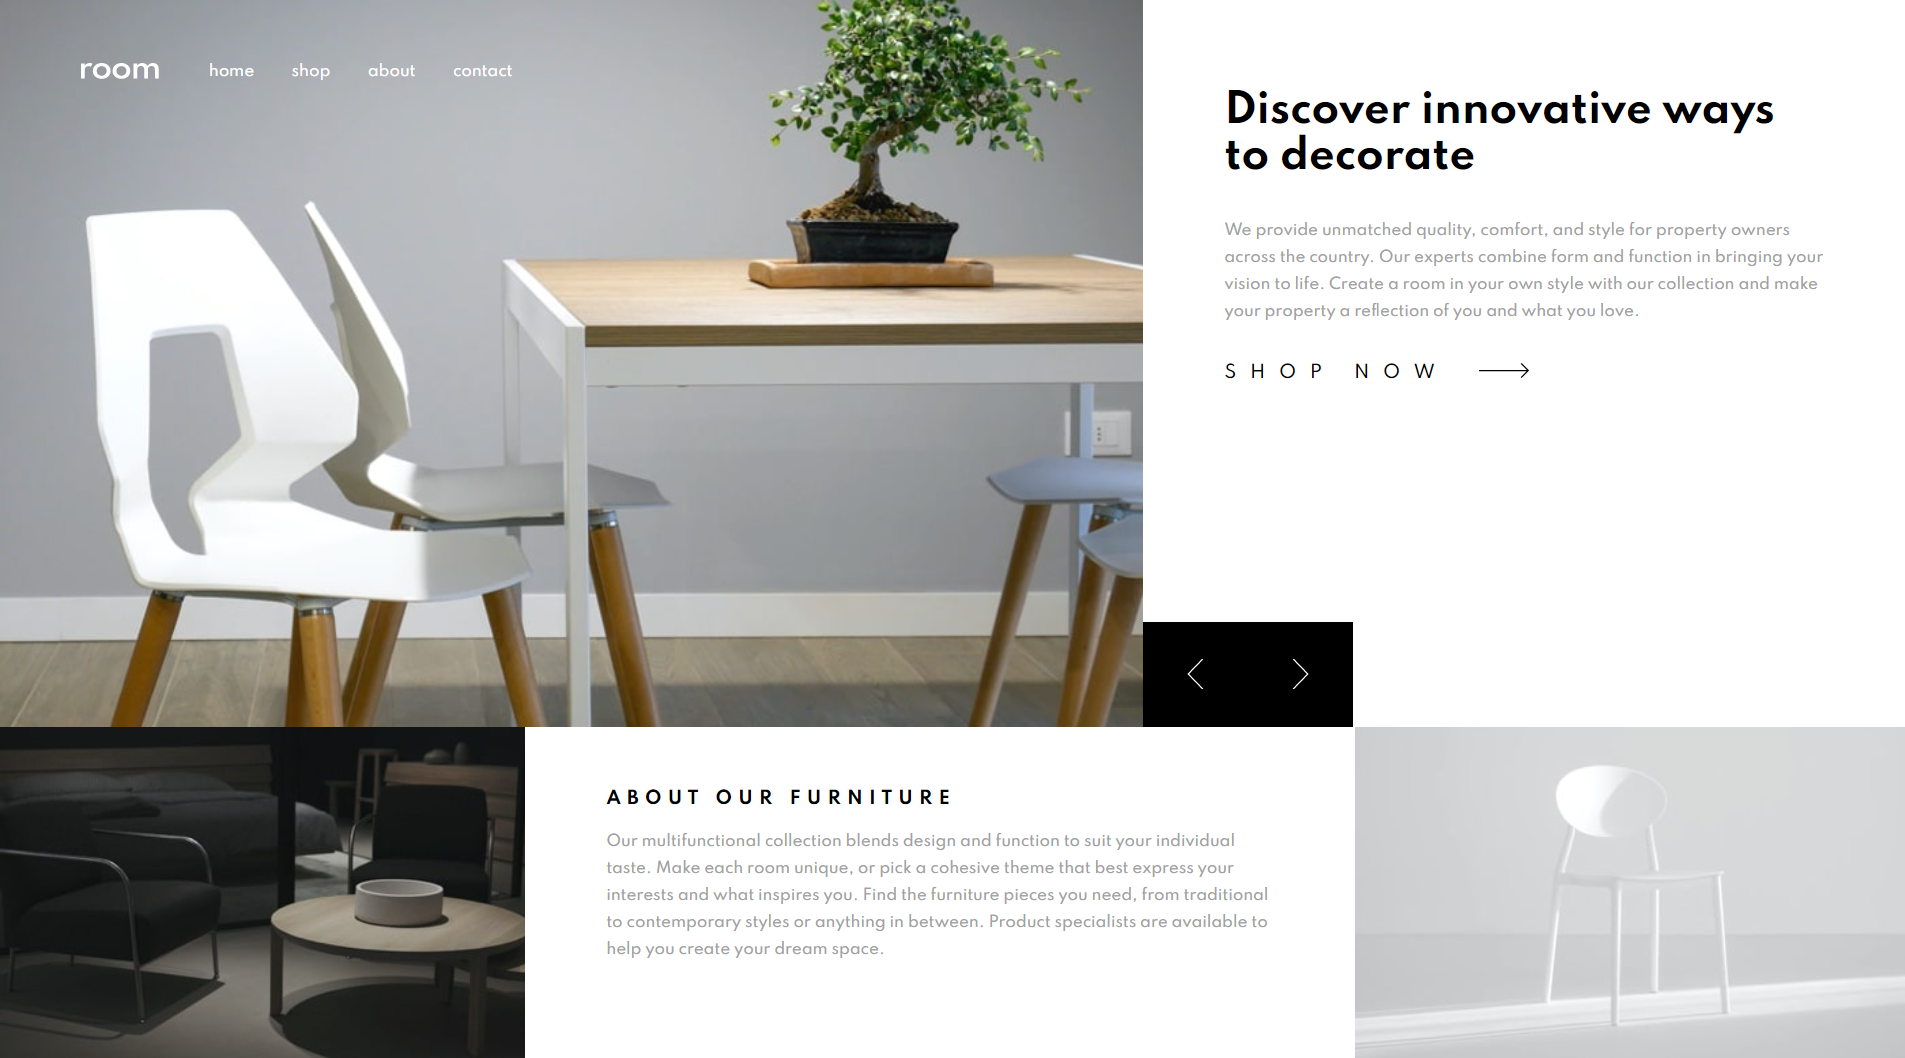 room
home shop about contact
Discover innovative ways
to decorate
We provide unmatched quality, comfort, and style for property owners
across the country. Our experts combine form and function in bringing your
vision to life. Create a room in your own style with our collection and make
your property a reflection of you and what you love.
SHOP NOW
ABOUT OUR FURNITURE
Our multifunctional collection blends design and function to suit your individual
taste. Make each room unique, or pick a cohesive theme that best express your
interests and what inspires you. Find the furniture pieces you need, from traditional
to contemporary styles or anything in between. Product specialists are available to
help you create your dream space.